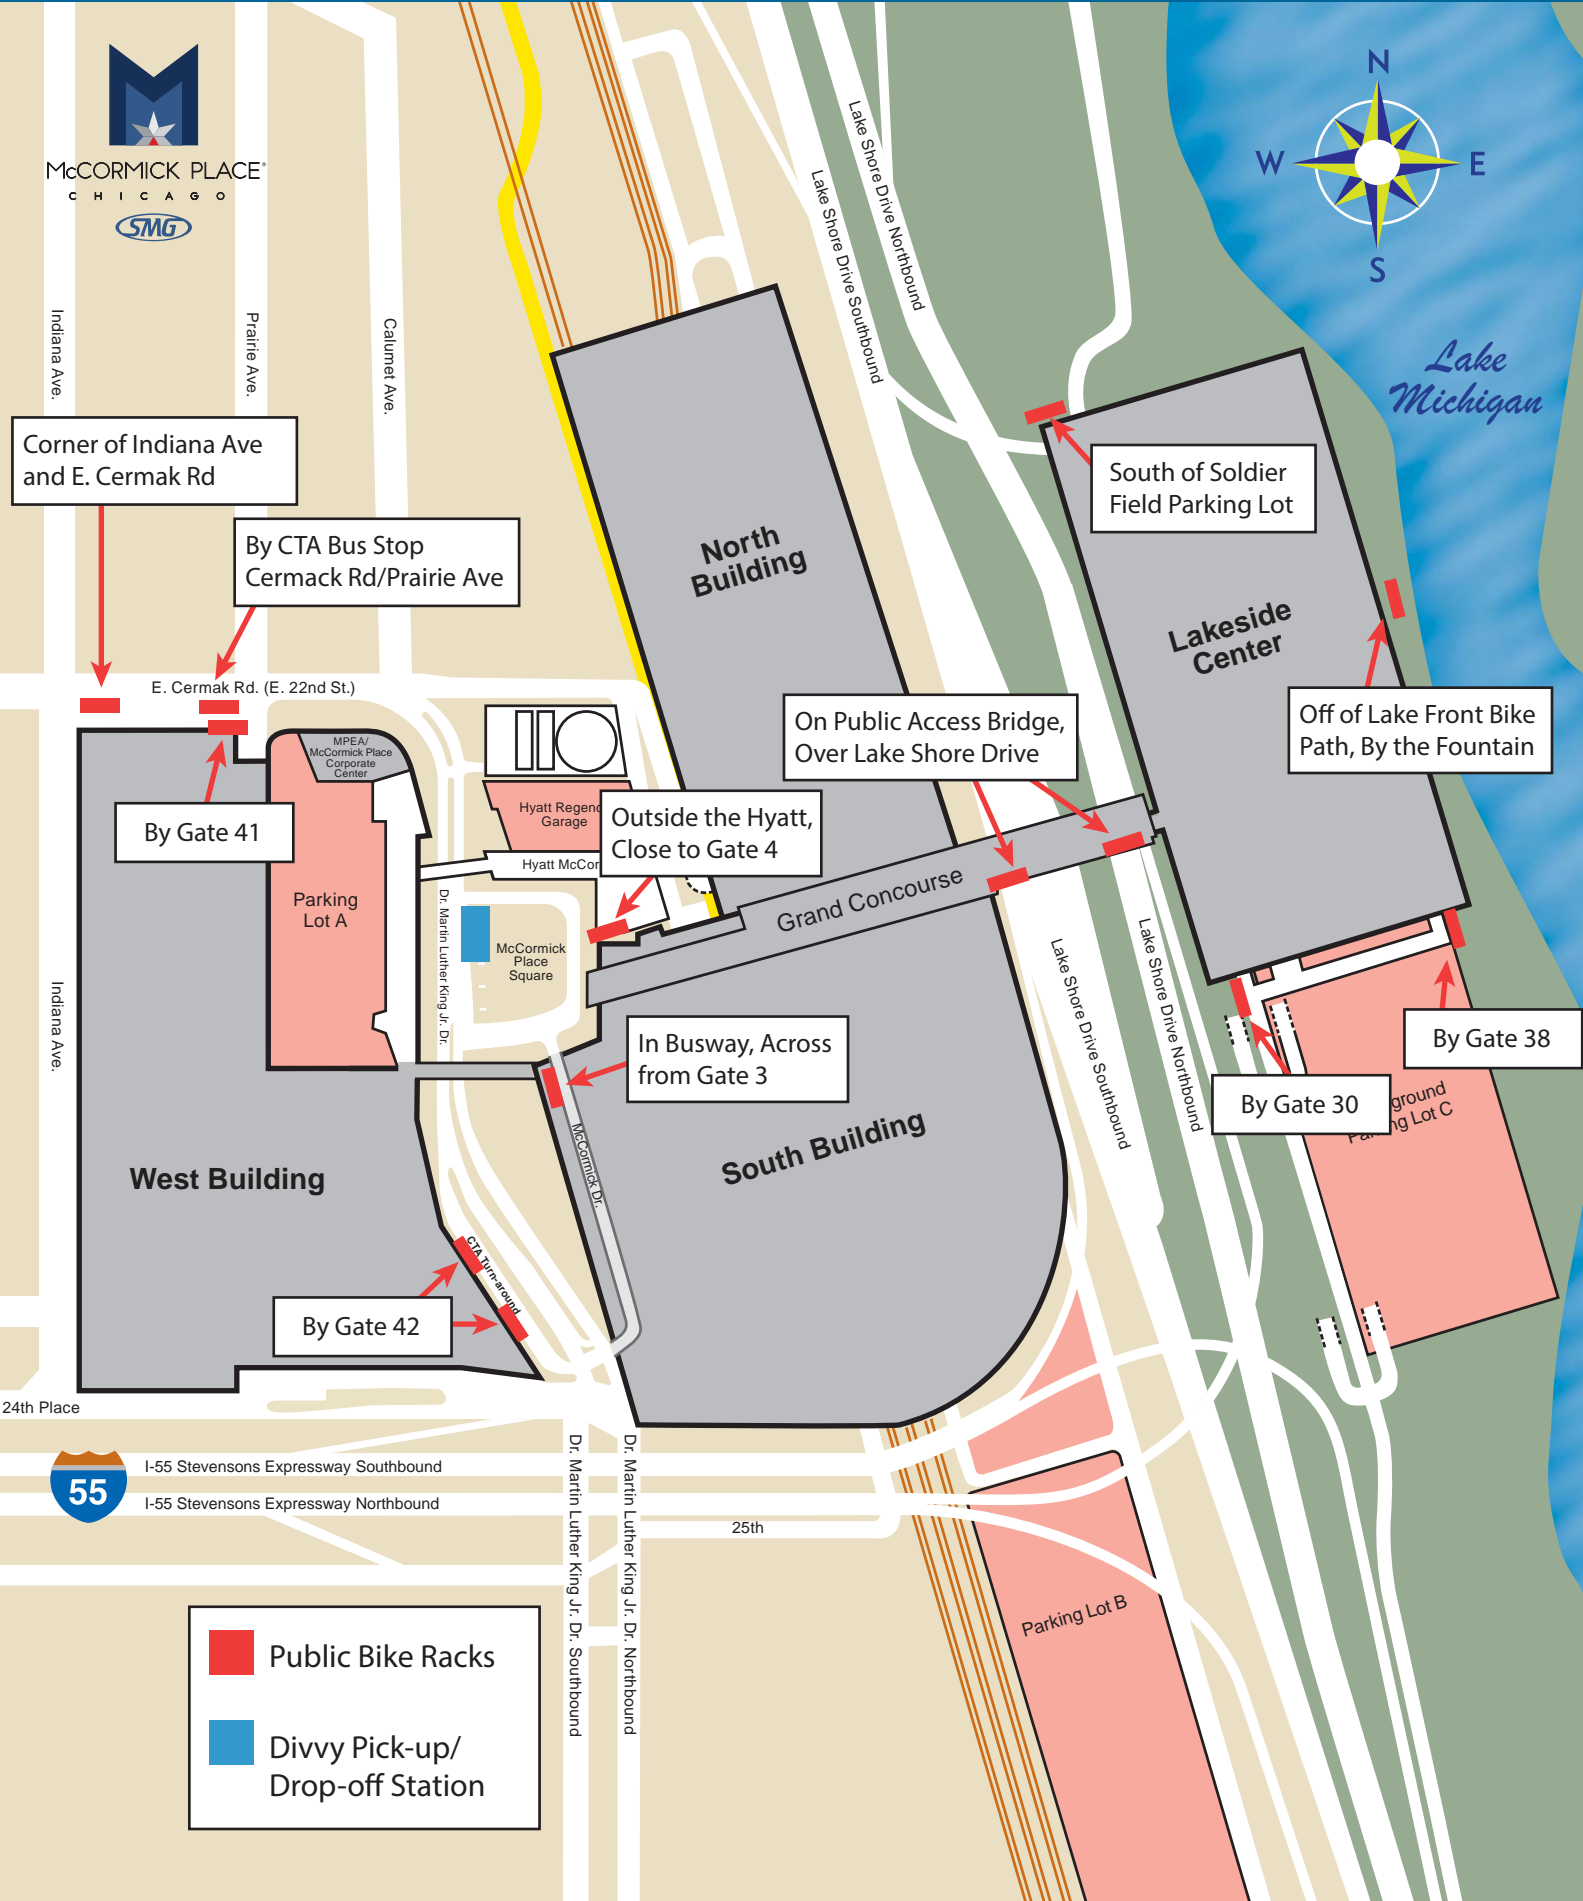 McCORMICK PLACE®
CHICAGO
SMG
N
W
E
S
Lake
Michigan
Indiana Ave.
Prairie Ave.
Calumet Ave.
Lake Shore Drive Southbound
Lake Shore Drive Northbound
Corner of Indiana Ave
and E. Cermak Rd
By CTA Bus Stop
Cermack Rd/Prairie Ave
South of Soldier
Field Parking Lot
North
Building
Lakeside
Center
E. Cermak Rd. (E. 22nd St.)
On Public Access Bridge,
Over Lake Shore Drive
Off of Lake Front Bike
Path, By the Fountain
MPEA/
McCormick Place
Corporate
Center
By Gate 41
Hyatt Regenc
Garage
Outside the Hyatt,
Close to Gate 4
Hyatt McCor
Parking
Lot A
Dr. Martin Luther King Jr. Dr.
McCormick
Place
Square
Grand Concourse
Lake Shore Drive Southbound
Lake Shore Drive Northbound
Indiana Ave.
In Busway, Across
from Gate 3
By Gate 38
By Gate 30
ground
Parking Lot C
West Building
South Building
McCormick Dr.
CTA Turn-around
By Gate 42
24th Place
55
I-55 Stevensons Expressway Southbound
I-55 Stevensons Expressway Northbound
25th
Dr. Martin Luther King Jr. Dr. Southbound
Dr. Martin Luther King Jr. Dr. Northbound
Parking Lot B
Public Bike Racks
Divvy Pick-up/
Drop-off Station